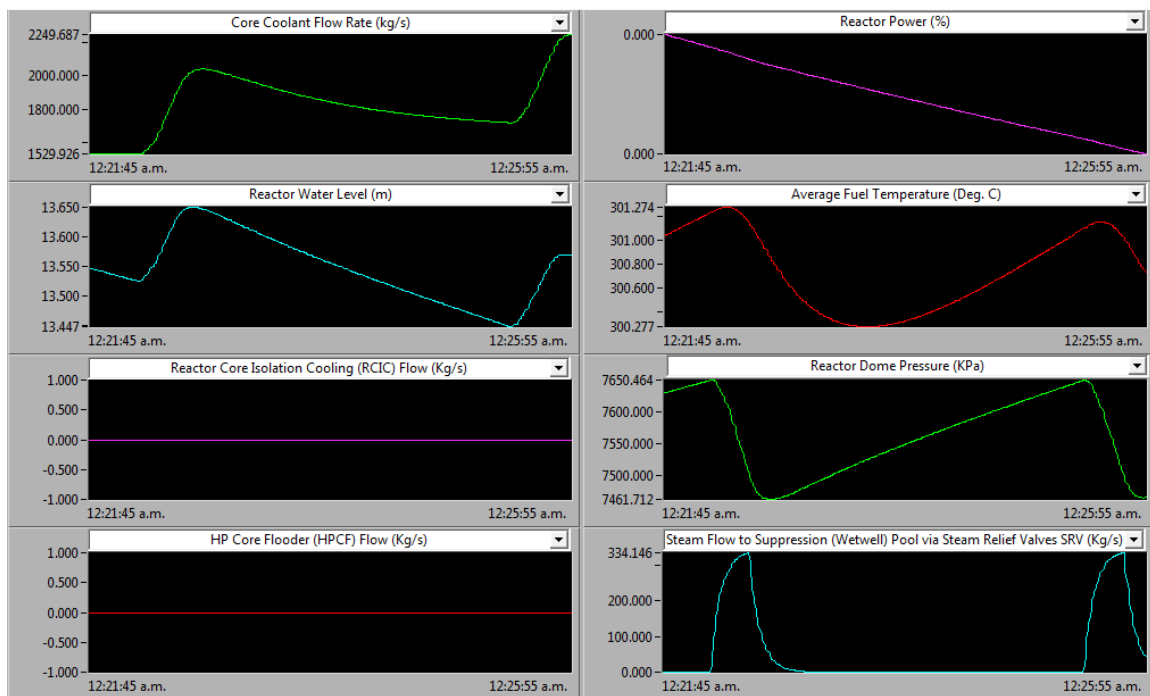 Core Coolant Flow Rate (kg/s)
2249.687
2000.000
1800.000
1529.926
12:21:45 a.m.
12:25:55 a.m.
Reactor Power (%)
0.000
0.000
12:21:45 a.m.
12:25:55 a.m.
Reactor Water Level (m)
13.650
13.600
13.550
13.500
13.447
12:21:45 a.m.
12:25:55 a.m.
Average Fuel Temperature (Deg. C)
301.274
301.000
300.800
300.600
300.277
12:21:45 a.m.
12:25:55 a.m.
Reactor Core Isolation Cooling (RCIC) Flow (Kg/s)
1.000
0.500
0.000
-0.500
-1.000
12:21:45 a.m.
12:25:55 a.m.
Reactor Dome Pressure (KPa)
7650.464
7600.000
7550.000
7500.000
7461.712
12:21:45 a.m.
12:25:55 a.m.
HP Core Flooder (HPCF) Flow (Kg/s)
1.000
0.500
0.000
-0.500
-1.000
12:21:45 a.m.
12:25:55 a.m.
Steam Flow to Suppression (Wetwell) Pool via Steam Relief Valves SRV (Kg/s)
334.146
200.000
100.000
0.000
12:21:45 a.m.
12:25:55 a.m.